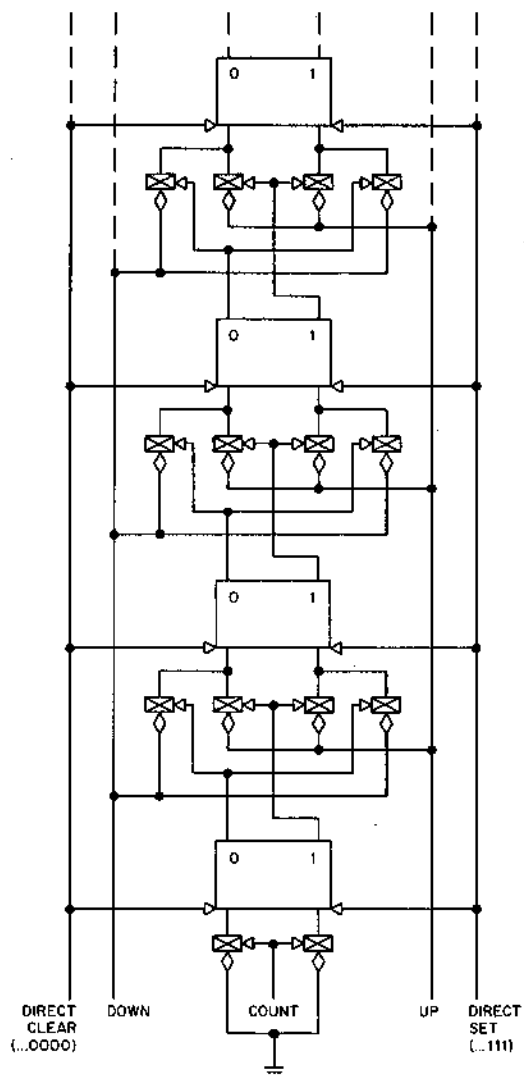 0 1
0 1
0 1
0 1
DIRECT
CLEAR
(...0000)
DOWN
COUNT
UP
DIRECT
SET
(...111)